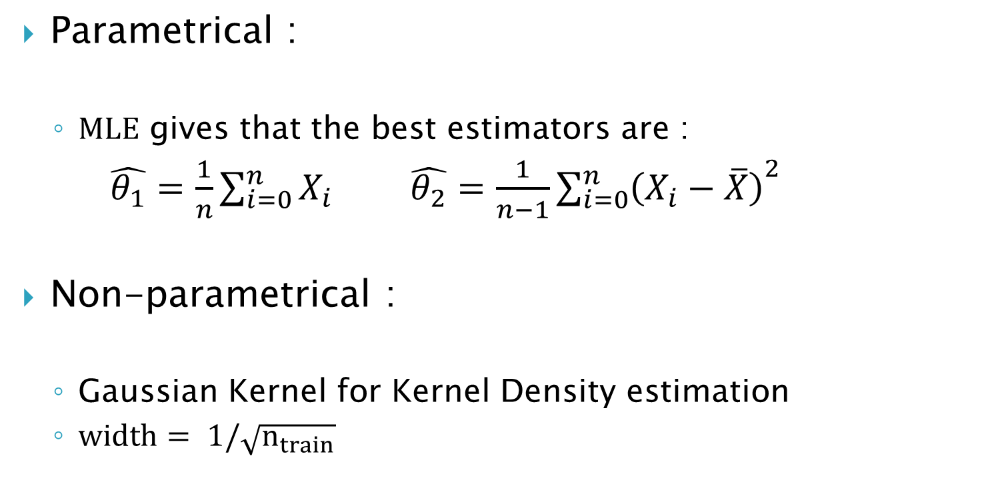 Parametrical :
MLE gives that the best estimators are :
$\widehat{\theta_1} = \frac{1}{n}\sum_{i=0}^{n} X_i$ $\widehat{\theta_2} = \frac{1}{n-1}\sum_{i=0}^{n}(X_i - \bar{X})^2$
Non-parametrical :
Gaussian Kernel for Kernel Density estimation
width = $1/\sqrt{n_{train}}$